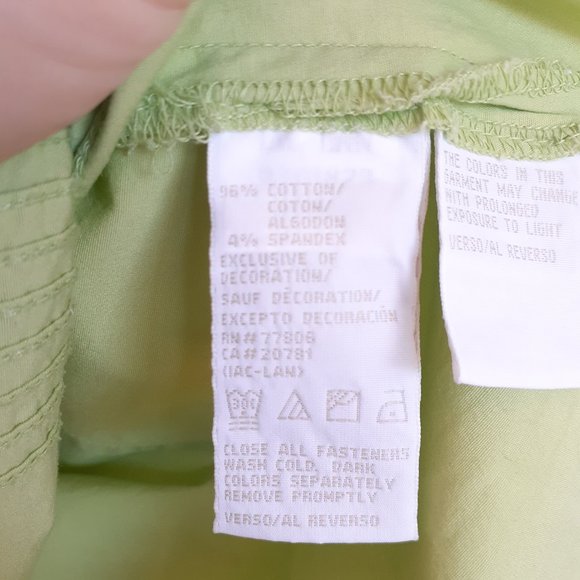 96% COTTON/
COTON/
ALGODON
4% SPANDEX
EXCLUSIVE OF
DECORATION/
SAUF DÉCORATION/
EXCEPTO DECORACIÓN
RN#77806
CA#20781
(IAC-LAN)
30C
CLOSE ALL FASTENERS
WASH COLD. DARK
COLORS SEPARATELY
REMOVE PROMPTLY
VERSO/AL REVERSO
THE COLORS IN THIS
GARMENT MAY CHANGE
WITH PROLONGED
EXPOSURE TO LIGHT
VERSO/AL REVERSO